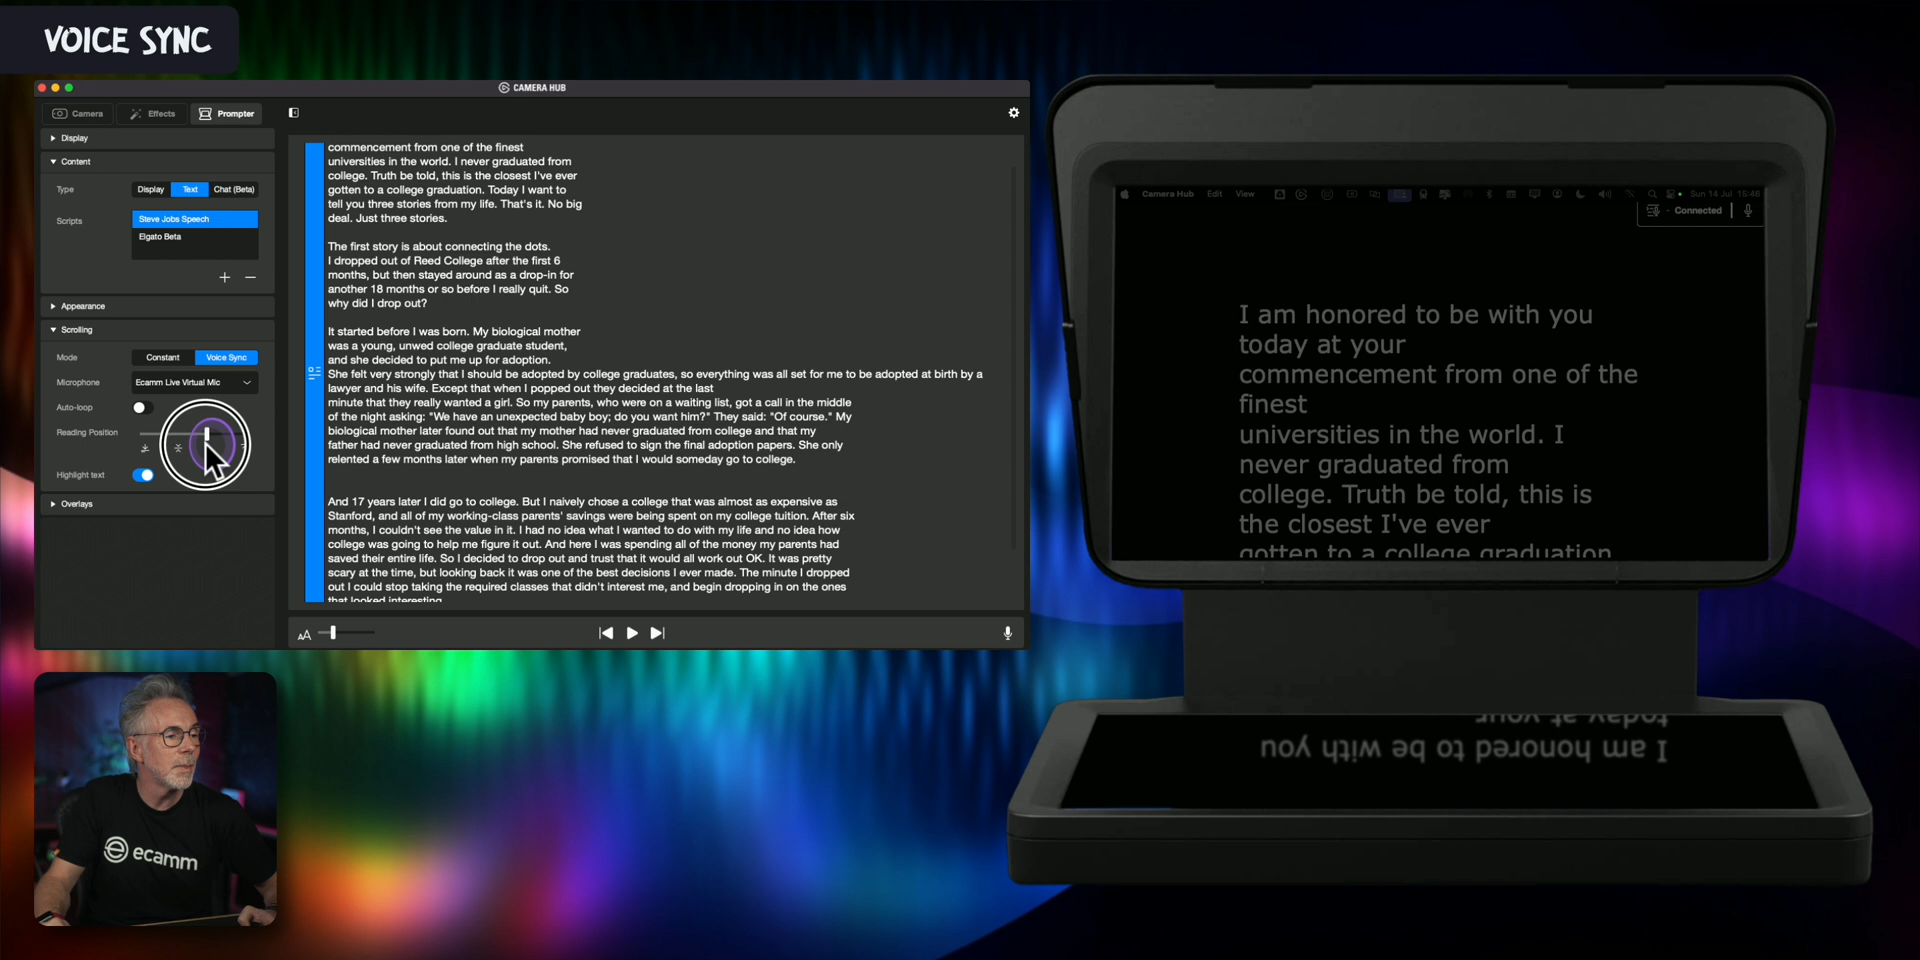 VOICE SYNC
CAMERA HUB
Camera
Effects
Prompter
Display
Content
Type
Display
Text
Chat (Beta)
Scripts
Steve Jobs Speech
Elgato Beta
Appearance
Scrolling
Mode
Constant
Voice Sync
Microphone
Ecamm Live Virtual Mic
Auto-loop
Reading Position
Highlight text
Overlays
commencement from one of the finest
universities in the world. I never graduated from
college. Truth be told, this is the closest I've ever
gotten to a college graduation. Today I want to
tell you three stories from my life. That's it. No big
deal. Just three stories.
The first story is about connecting the dots.
I dropped out of Reed College after the first 6
months, but then stayed around as a drop-in for
another 18 months or so before I really quit. So
why did I drop out?
It started before I was born. My biological mother
was a young, unwed college graduate student,
and she decided to put me up for adoption.
She felt very strongly that I should be adopted by college graduates, so everything was all set for me to be adopted at birth by a
lawyer and his wife. Except that when I popped out they decided at the last
minute that they really wanted a girl. So my parents, who were on a waiting list, got a call in the middle
of the night asking: "We have an unexpected baby boy; do you want him?" They said: "Of course." My
biological mother later found out that my mother had never graduated from college and that my
father had never graduated from high school. She refused to sign the final adoption papers. She only
relented a few months later when my parents promised that I would someday go to college.
And 17 years later I did go to college. But I naively chose a college that was almost as expensive as
Stanford, and all of my working-class parents' savings were being spent on my college tuition. After six
months, I couldn't see the value in it. I had no idea what I wanted to do with my life and no idea how
college was going to help me figure it out. And here I was spending all of the money my parents had
saved their entire life. So I decided to drop out and trust that it would all work out OK. It was pretty
scary at the time, but looking back it was one of the best decisions I ever made. The minute I dropped
out I could stop taking the required classes that didn't interest me, and begin dropping in on the ones
that looked interesting.
AA
Camera Hub Edit View
Sun 14 Jul 15:46
Connected
I am honored to be with you
today at your
commencement from one of the
finest
universities in the world. I
never graduated from
college. Truth be told, this is
the closest I've ever
gotten to a college graduation
today at your
I am honored to be with you
ecamm